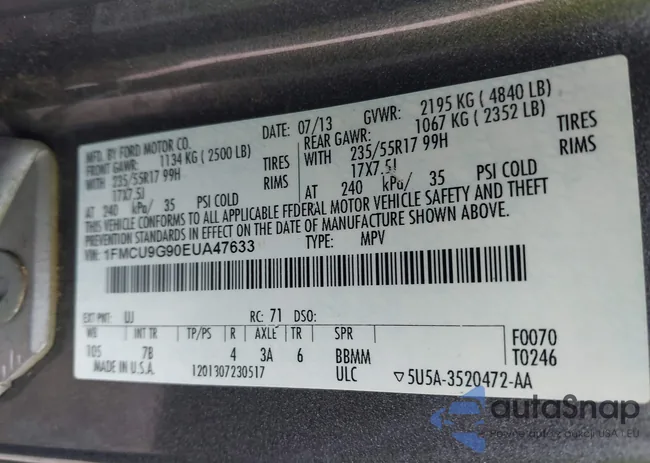 MFD. BY FORD MOTOR CO.
DATE: 07/13 GVWR: 2195 KG ( 4840 LB)
FRONT GAWR: 1134 KG ( 2500 LB) REAR GAWR: 1067 KG ( 2352 LB)
WITH 235/55R17 99H TIRES WITH 235/55R17 99H TIRES
17X7.5J RIMS 17X7.5J RIMS
AT 240 kPa/ 35 PSI COLD AT 240 kPa/ 35 PSI COLD
THIS VEHICLE CONFORMS TO ALL APPLICABLE FEDERAL MOTOR VEHICLE SAFETY AND THEFT
PREVENTION STANDARDS IN EFFECT ON THE DATE OF MANUFACTURE SHOWN ABOVE.
VIN: 1FMCU9G90EUA47633 TYPE: MPV
EXT PNT: UJ RC: 71 DSO:
WB INT TR TP/PS R AXLE TR SPR F0070
105 7B 4 3A 6 BBMM T0246
MADE IN U.S.A. 1201307230517 ULC ▽5U5A-3520472-AA
autoSnap